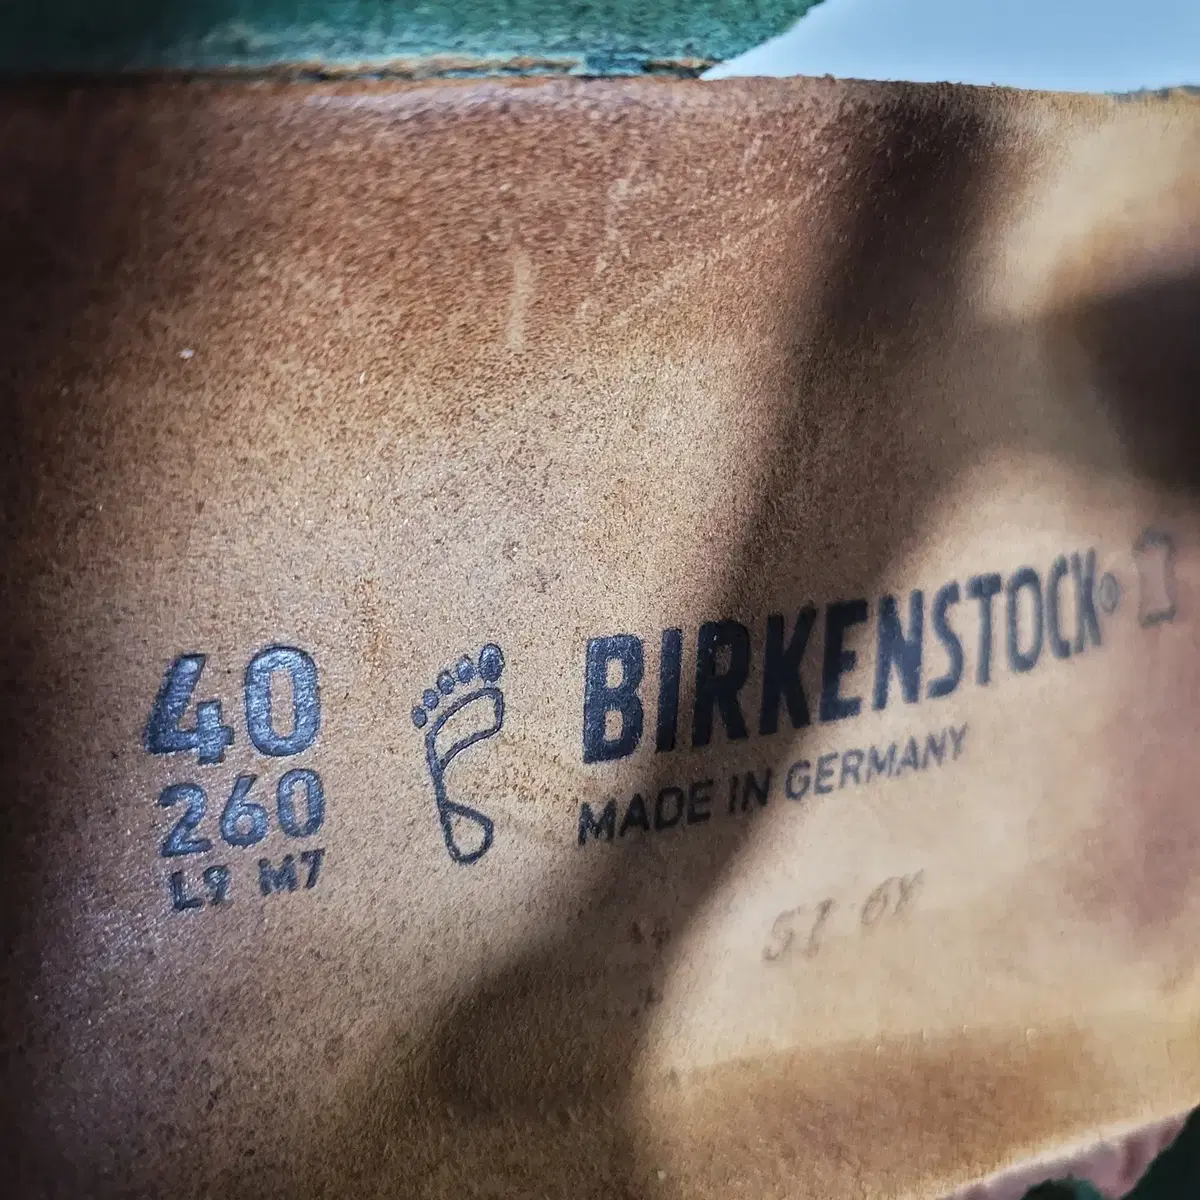 40
260
L9 M7
BIRKENSTOCK®
MADE IN GERMANY